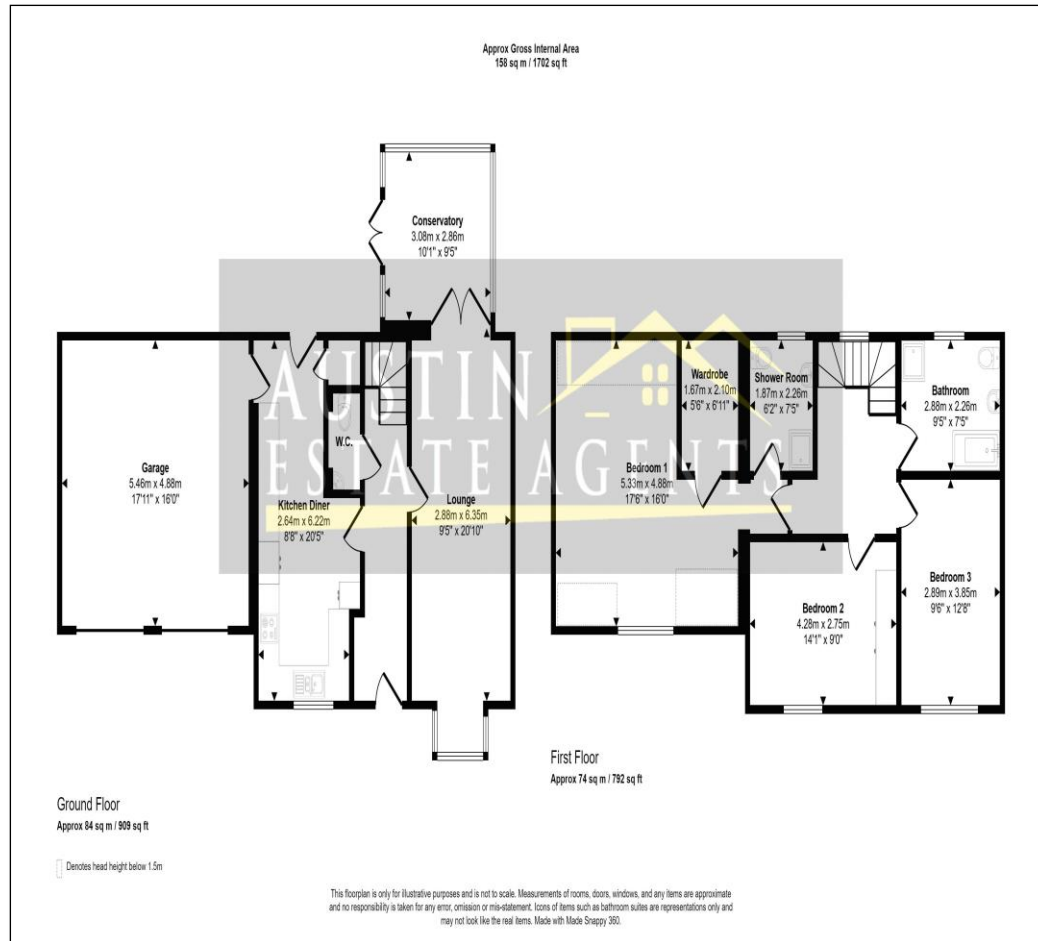 Approx Gross Internal Area
158 sq m / 1702 sq ft
Conservatory
3.08m x 2.86m
10'1" x 9'5"
AUSTIN
ESTATE AGENTS
Garage
5.46m x 4.88m
17'11" x 16'0"
Kitchen Diner
2.64m x 6.22m
8'8" x 20'5"
W.C.
Lounge
2.88m x 6.35m
9'5" x 20'10"
Bedroom 1
5.33m x 4.88m
17'6" x 16'0"
Wardrobe
1.67m x 2.10m
5'6" x 6'11"
Shower Room
1.87m x 2.26m
6'2" x 7'5"
Bathroom
2.88m x 2.26m
9'5" x 7'5"
Bedroom 2
4.28m x 2.75m
14'1" x 9'0"
Bedroom 3
2.89m x 3.85m
9'6" x 12'8"
First Floor
Approx 74 sq m / 792 sq ft
Ground Floor
Approx 84 sq m / 909 sq ft
Denotes head height below 1.5m
This floorplan is only for illustrative purposes and is not to scale. Measurements of rooms, doors, windows, and any items are approximate
and no responsibility is taken for any error, omission or mis-statement. Icons of items such as bathroom suites are representations only and
may not look like the real items. Made with Made Snappy 360.